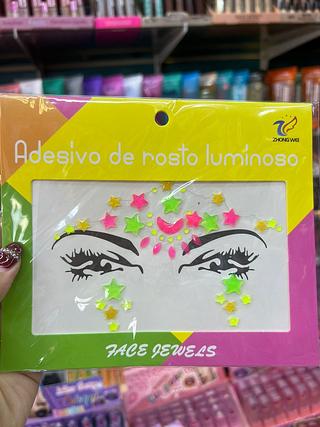 ZHONG WEI
Adesivo de rosto luminoso
FACE JEWELS